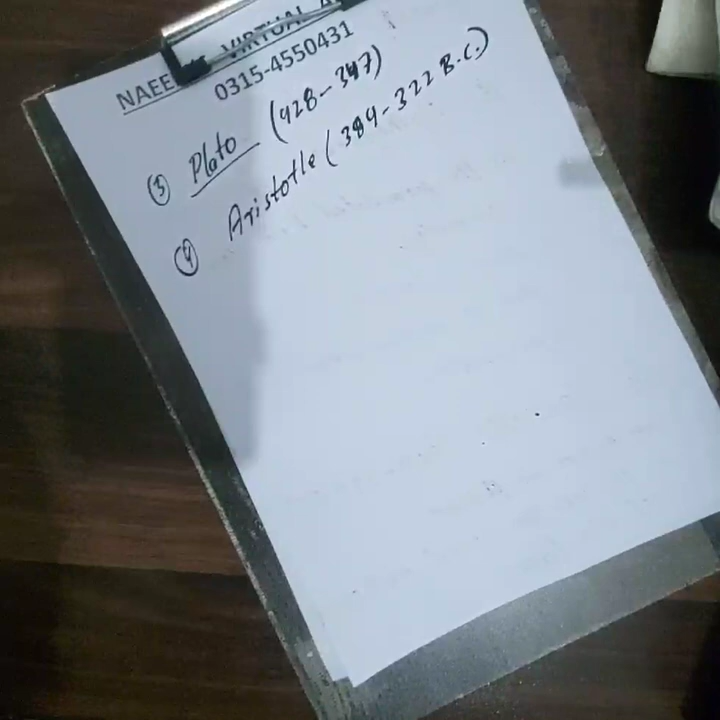 NAEE VIRTUAL A
0315-4550431
(3) Plato (428-347)
(4) Aristotle (384-322 B.C.)